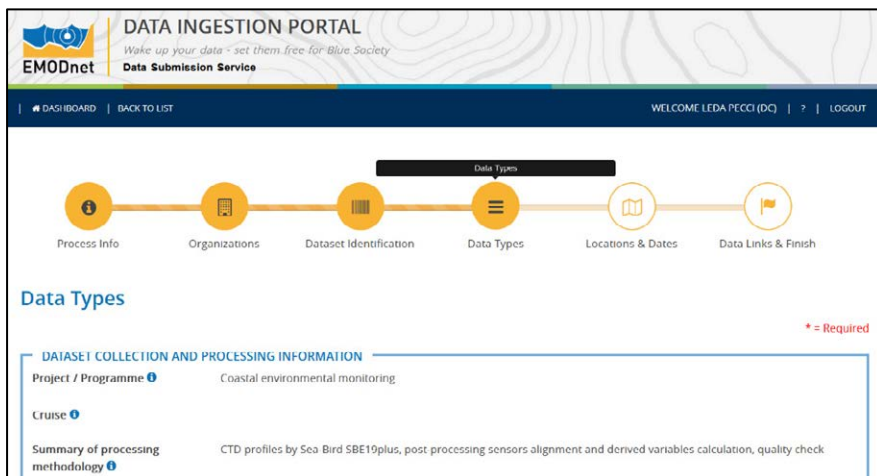 DATA INGESTION PORTAL
Wake up your data - set them free for Blue Society
EMODnet
Data Submission Service
| DASHBOARD | BACK TO LIST WELCOME LEDA PECCI (DC) | ? | LOGOUT
Data Types
Process Info Organizations Dataset Identification Data Types Locations & Dates Data Links & Finish
Data Types
* = Required
DATASET COLLECTION AND PROCESSING INFORMATION
Project / Programme Coastal environmental monitoring
Cruise
Summary of processing CTD profiles by Sea-Bird SBE19plus, post processing sensors alignment and derived variables calculation, quality check
methodology